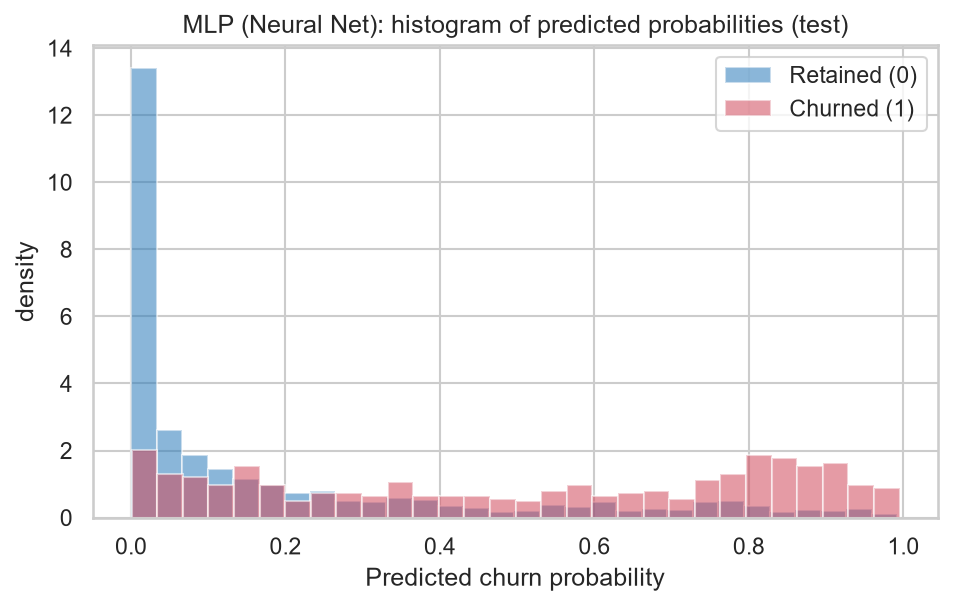 MLP (Neural Net): histogram of predicted probabilities (test)
Retained (0)
Churned (1)
density
14
12
10
8
6
4
2
0
0.0 0.2 0.4 0.6 0.8 1.0
Predicted churn probability